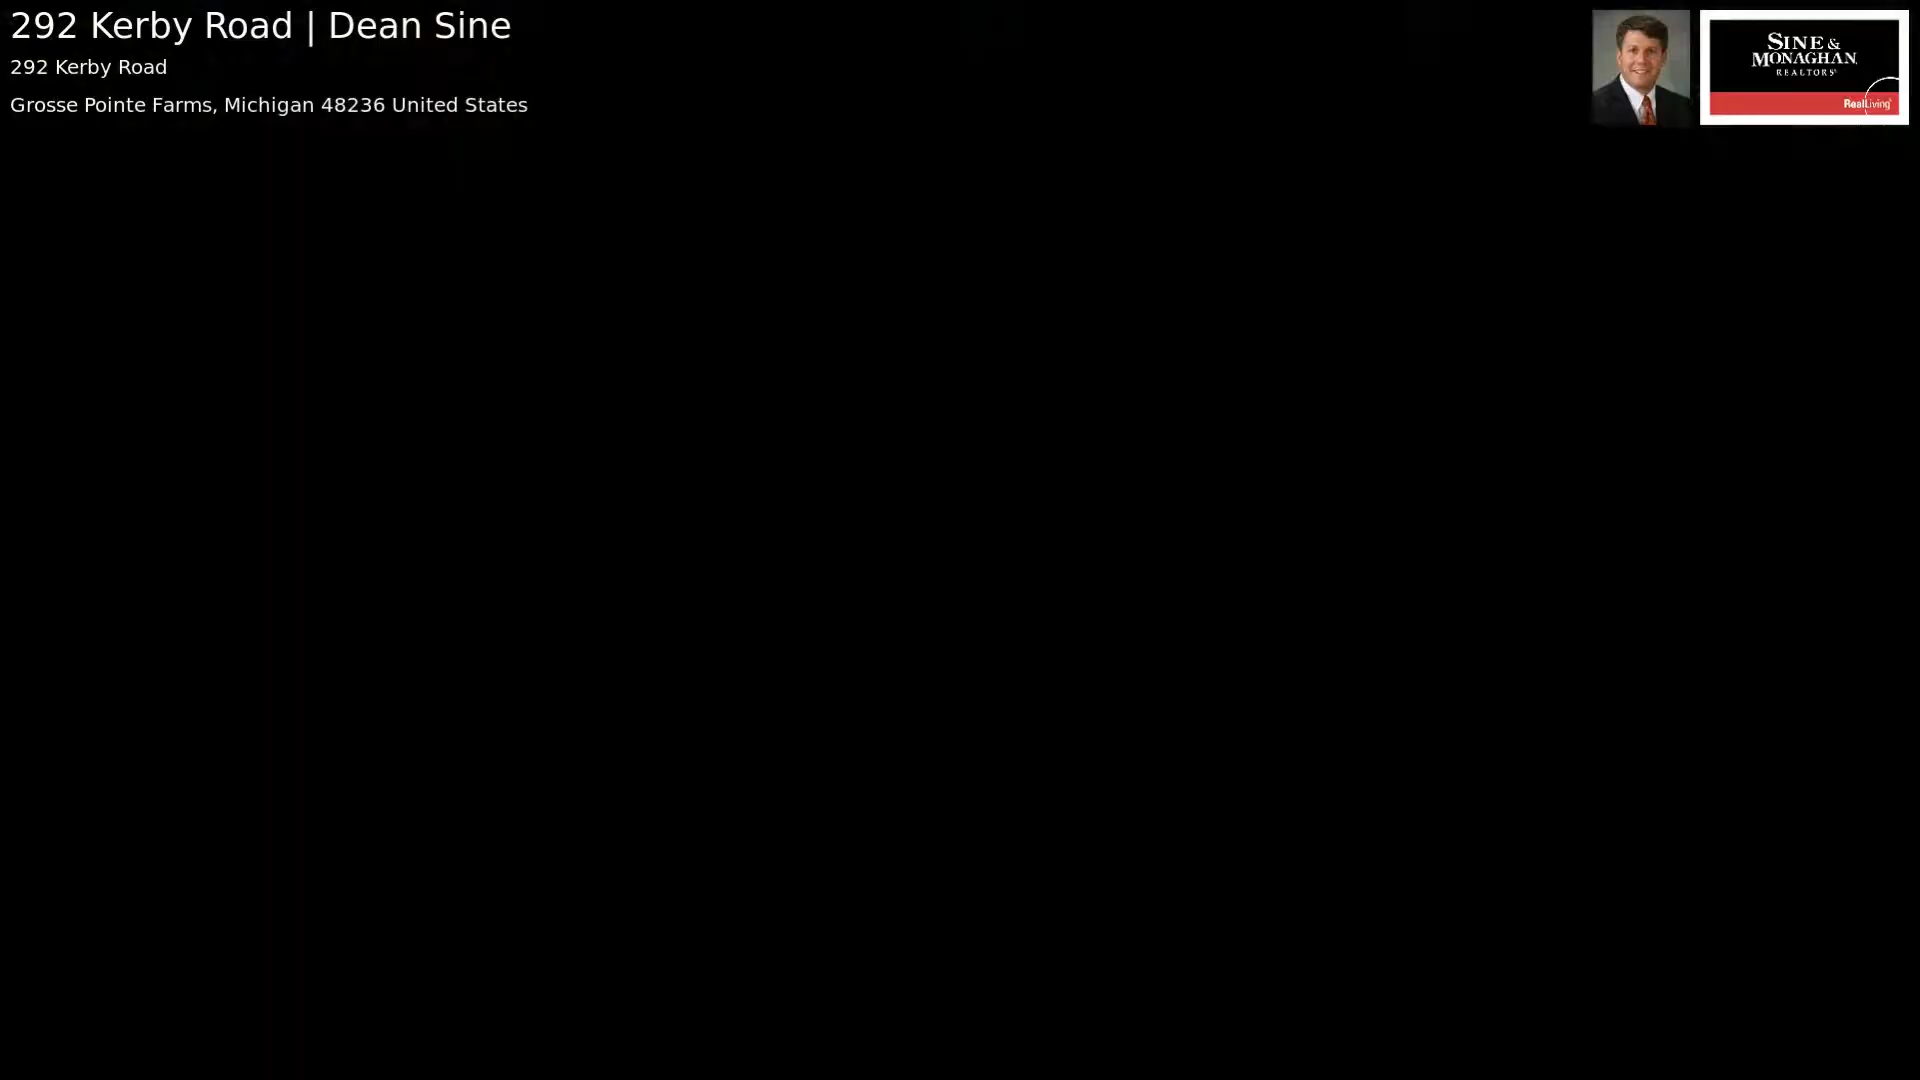 292 Kerby Road | Dean Sine
292 Kerby Road
Grosse Pointe Farms, Michigan 48236 United States
SINE &
MONAGHAN
REALTORS®
RealLiving®